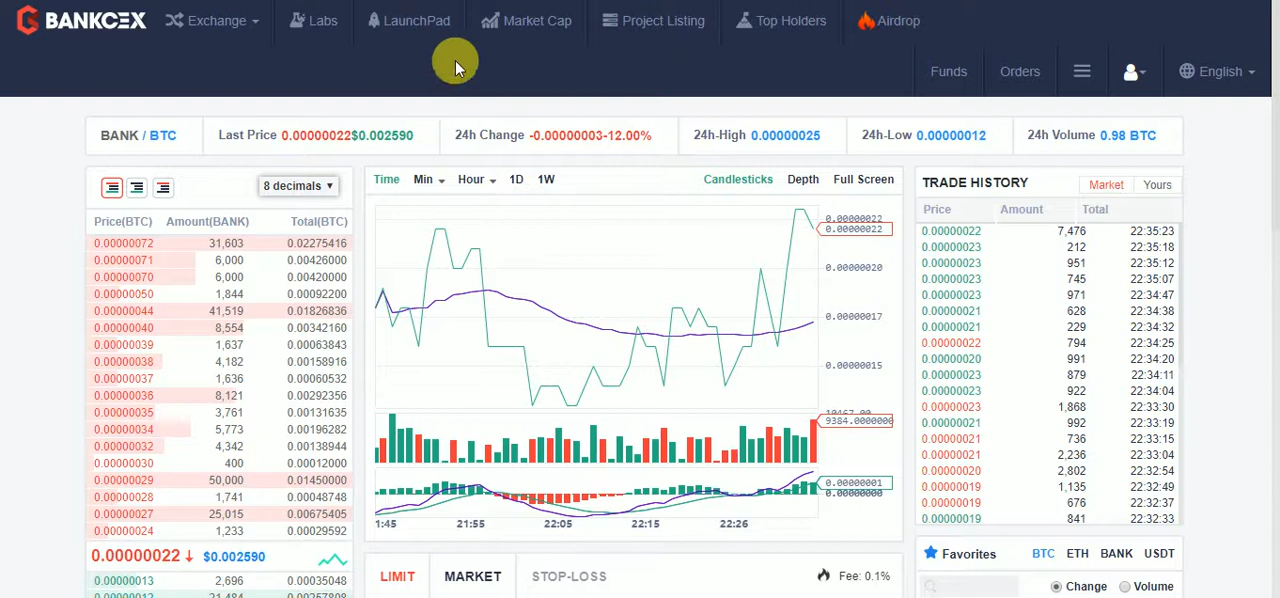 BANKCEX Exchange Labs LaunchPad Market Cap Project Listing Top Holders Airdrop
Funds Orders English
BANK / BTC Last Price 0.00000022$0.002590 24h Change -0.00000003-12.00% 24h-High 0.00000025 24h-Low 0.00000012 24h Volume 0.98 BTC
8 decimals
Price(BTC) Amount(BANK) Total(BTC)
0.00000072 31,603 0.02275416
0.00000071 6,000 0.00426000
0.00000070 6,000 0.00420000
0.00000050 1,844 0.00092200
0.00000044 41,519 0.01826836
0.00000040 8,554 0.00342160
0.00000039 1,637 0.00063843
0.00000038 4,182 0.00158916
0.00000037 1,636 0.00060532
0.00000036 8,121 0.00292356
0.00000035 3,761 0.00131635
0.00000034 5,773 0.00196282
0.00000032 4,342 0.00138944
0.00000030 400 0.00012000
0.00000029 50,000 0.01450000
0.00000028 1,741 0.00048748
0.00000027 25,015 0.00675405
0.00000024 1,233 0.00029592
0.00000022 $0.002590
0.00000013 2,696 0.00035048
0.00000012 21,484 0.00257808
Time Min Hour 1D 1W Candlesticks Depth Full Screen
0.00000022
0.00000022
0.00000020
0.00000017
0.00000015
9384.0000000
0.00000001
0.00000000
1:45 21:55 22:05 22:15 22:26
LIMIT MARKET STOP-LOSS Fee: 0.1%
TRADE HISTORY Market Yours
Price Amount Total
0.00000022 7,476 22:35:23
0.00000023 212 22:35:18
0.00000023 951 22:35:12
0.00000023 745 22:35:07
0.00000023 971 22:34:47
0.00000021 628 22:34:38
0.00000021 229 22:34:32
0.00000022 794 22:34:25
0.00000020 991 22:34:20
0.00000023 879 22:34:11
0.00000023 922 22:34:04
0.00000023 1,868 22:33:30
0.00000021 992 22:33:19
0.00000021 736 22:33:15
0.00000021 2,236 22:33:04
0.00000020 2,802 22:32:54
0.00000019 1,135 22:32:49
0.00000019 676 22:32:37
0.00000019 841 22:32:33
Favorites BTC ETH BANK USDT
Change Volume